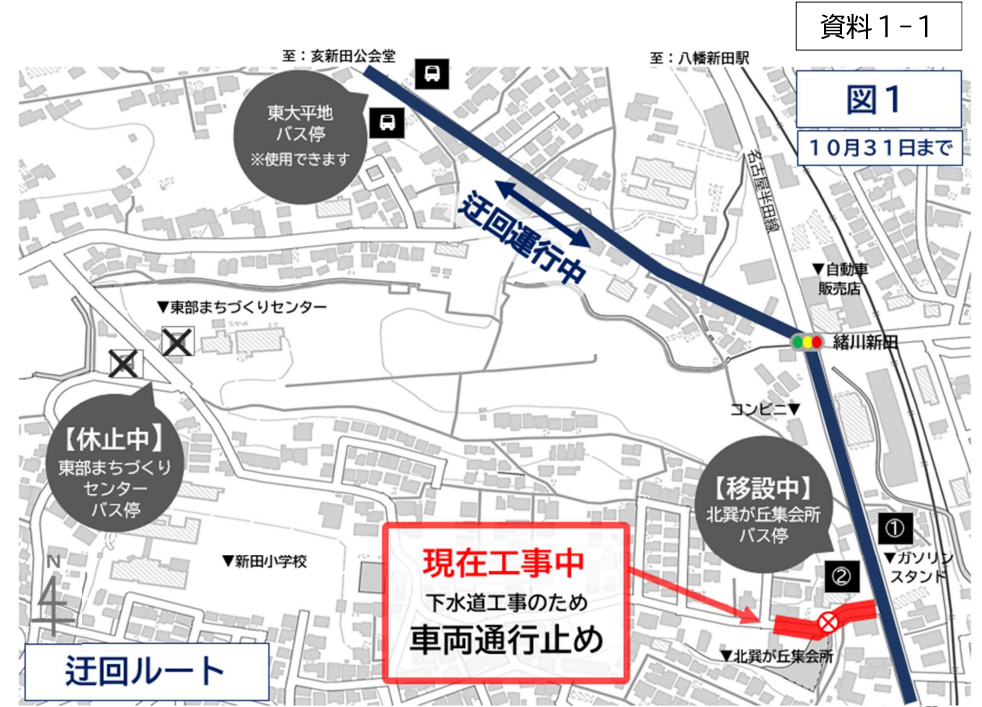 資料１-１
至：亥新田公会堂
至：八幡新田駅
図１
１０月３１日まで
東大平地
バス停
※使用できます
名古屋半田線
迂回運行中
▼自動車
販売店
▼東部まちづくりセンター
緒川新田
コンビニ▼
【休止中】
東部まちづくり
センター
バス停
【移設中】
北巽が丘集会所
バス停
①
▼ガソリン
スタンド
②
▼新田小学校
現在工事中
下水道工事のため
車両通行止め
N
▼北巽が丘集会所
迂回ルート